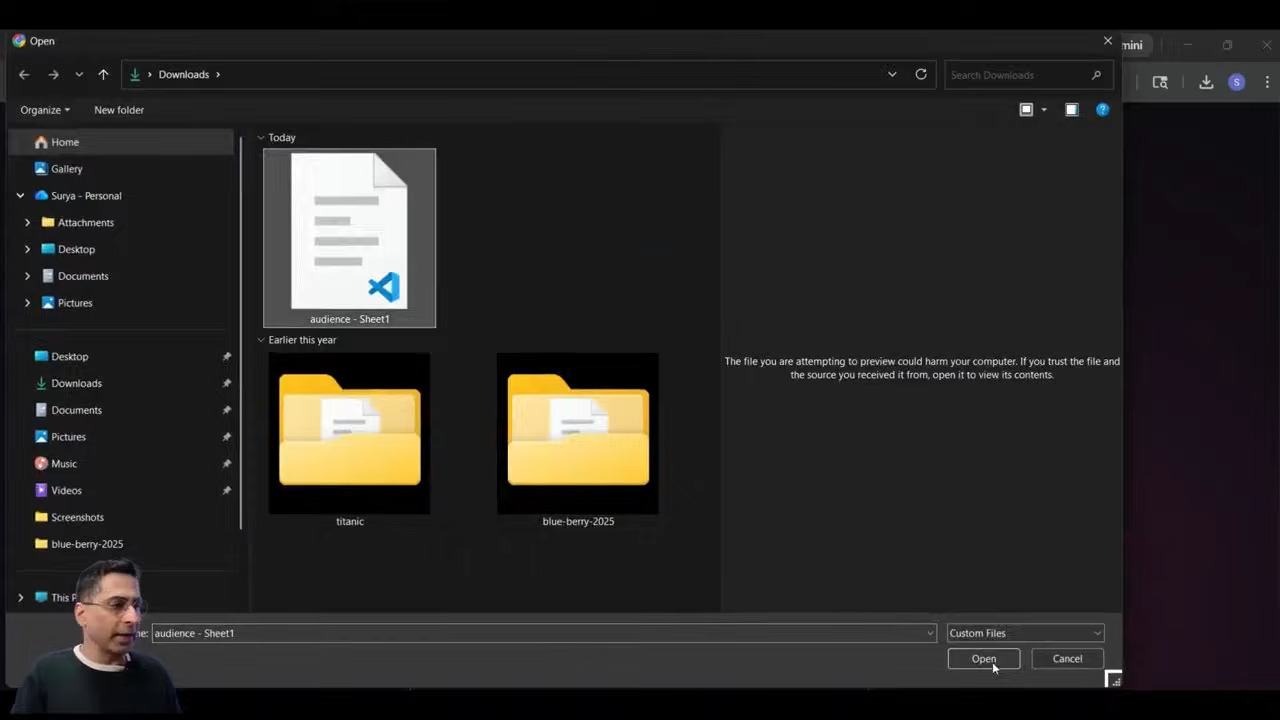 Open
mini
Downloads
Search Downloads
S
Organize
New folder
Home
Gallery
Surya - Personal
Attachments
Desktop
Documents
Pictures
Desktop
Downloads
Documents
Pictures
Music
Videos
Screenshots
blue-berry-2025
This P
Today
audience - Sheet1
Earlier this year
titanic
blue-berry-2025
The file you are attempting to preview could harm your computer. If you trust the file and
the source you received it from, open it to view its contents.
ne:
audience - Sheet1
Custom Files
Open
Cancel